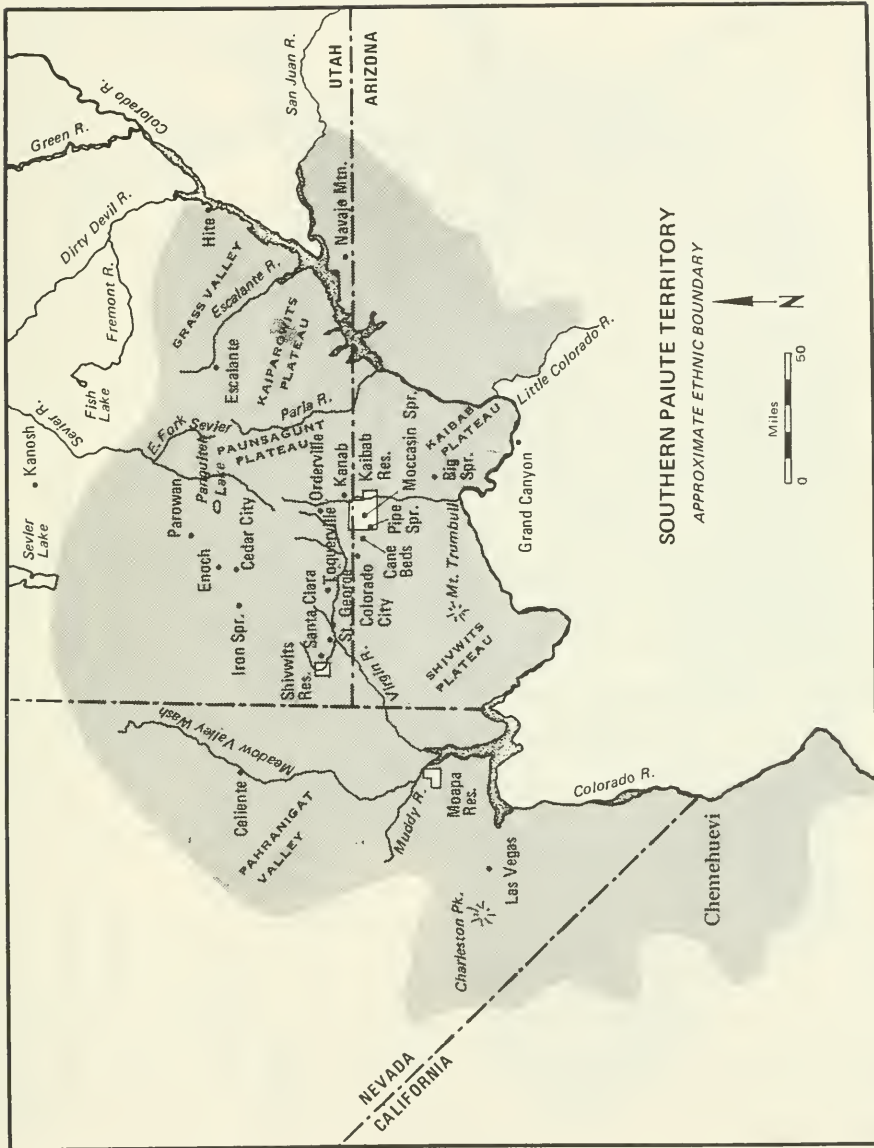 Sevier Lake
Kanosh
Sevier R.
Fish Lake
Fremont R.
Dirty Devil R.
Green R.
Colorado R.
San Juan R.
UTAH
ARIZONA
Hite
GRASS VALLEY
Escalante R.
Escalante
KAIPAROWITS PLATEAU
Navajo Mtn.
Parowan
Panguitch Lake
E. Fork Sevier
PAUNSAGUNT PLATEAU
Parla R.
Enoch
Cedar City
Iron Spr.
Orderville
Kanab
Toquerville
Santa Clara
St. George
Shivwits Res.
Kaibab Res.
Moccasin Spr.
Pipe Spr.
Cane Beds
Colorado City
KAIBAB PLATEAU
Big Spr.
Little Colorado R.
Grand Canyon
Mt. Trumbull
SHIVWITS PLATEAU
Virgin R.
Meadow Valley Wash
Caliente
PAHRANIGAT VALLEY
Muddy R.
Moapa Res.
Las Vegas
Charleston Pk.
Colorado R.
NEVADA
CALIFORNIA
Chemehuevi
SOUTHERN PAIUTE TERRITORY
APPROXIMATE ETHNIC BOUNDARY
N
Miles
0 50